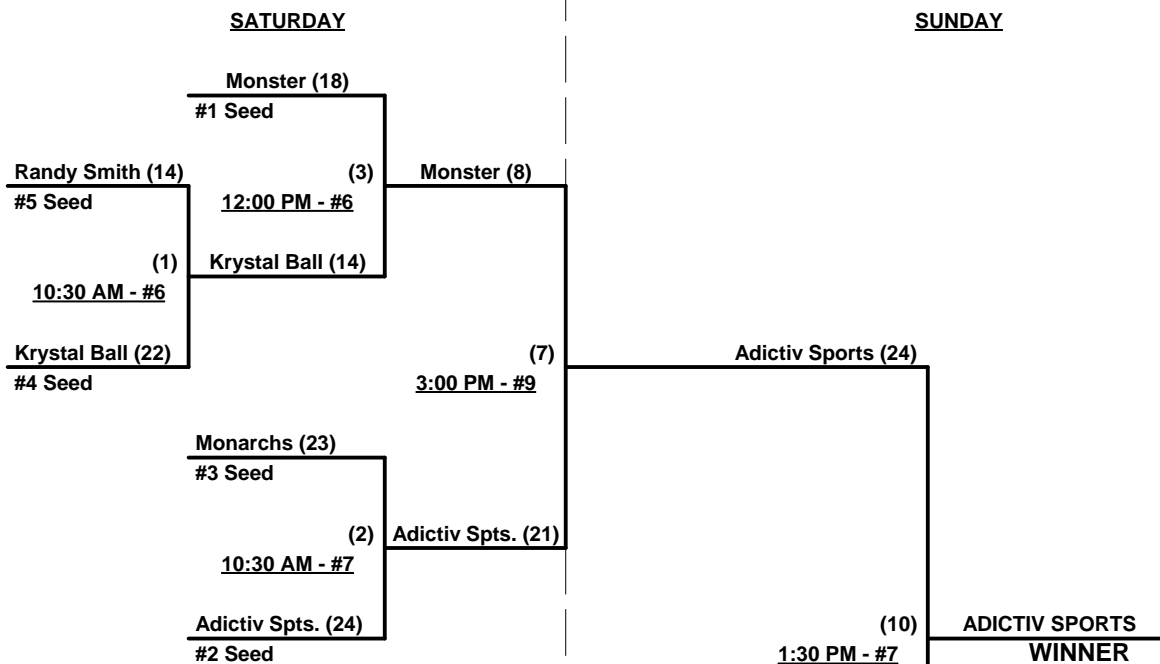 SATURDAY SUNDAY
Monster (18)
#1 Seed
Randy Smith (14) (3) Monster (8)
#5 Seed 12:00 PM - #6
(1) Krystal Ball (14)
10:30 AM - #6
Krystal Ball (22) (7) Adictiv Sports (24)
#4 Seed 3:00 PM - #9
Monarchs (23)
#3 Seed
(2) Adictiv Spts. (21)
10:30 AM - #7
Adictiv Spts. (24) (10) ADICTIV SPORTS
#2 Seed 1:30 PM - #7 WINNER